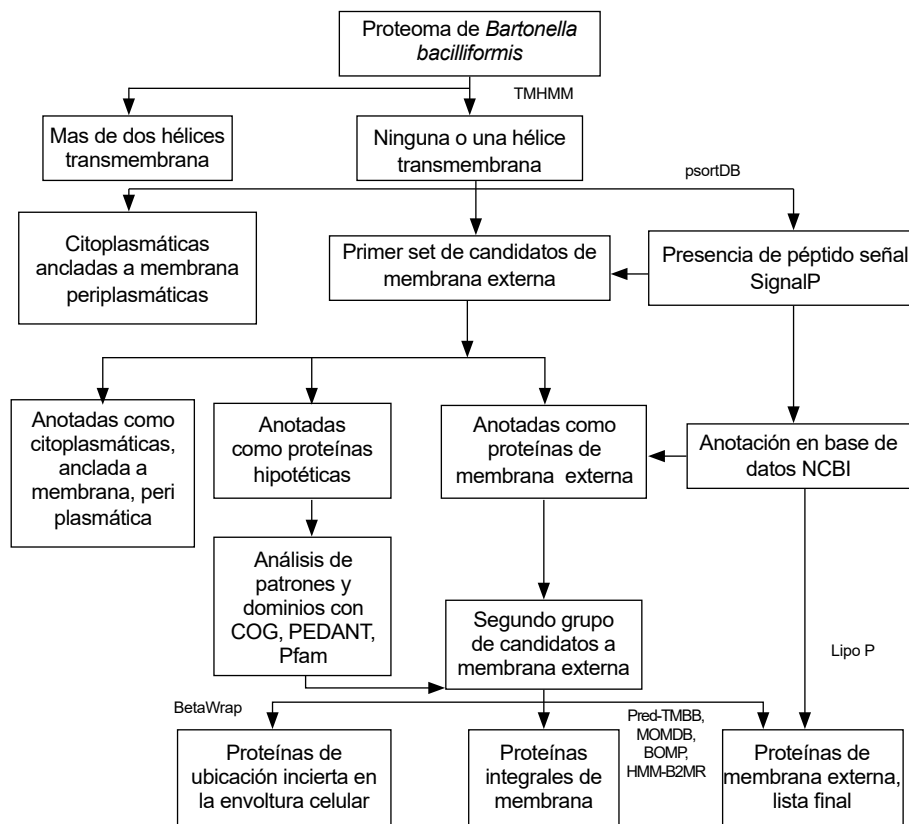 Proteoma de Bartonella
bacilliformis
TMHMM
Mas de dos hélices
transmembrana
Ninguna o una hélice
transmembrana
psortDB
Citoplasmáticas
ancladas a membrana
periplasmáticas
Primer set de candidatos de
membrana externa
Presencia de péptido señal
SignalP
Anotadas como
citoplasmáticas,
anclada a
membrana, peri
plasmática
Anotadas
como proteínas
hipotéticas
Anotadas como
proteínas de
membrana externa
Anotación en base de
datos NCBI
Análisis de
patrones y
dominios con
COG, PEDANT,
Pfam
Segundo grupo
de candidatos a
membrana externa
Lipo P
BetaWrap
Pred-TMBB,
MOMDB,
BOMP,
HMM-B2MR
Proteínas de
ubicación incierta en
la envoltura celular
Proteínas
integrales de
membrana
Proteínas de
membrana externa,
lista final